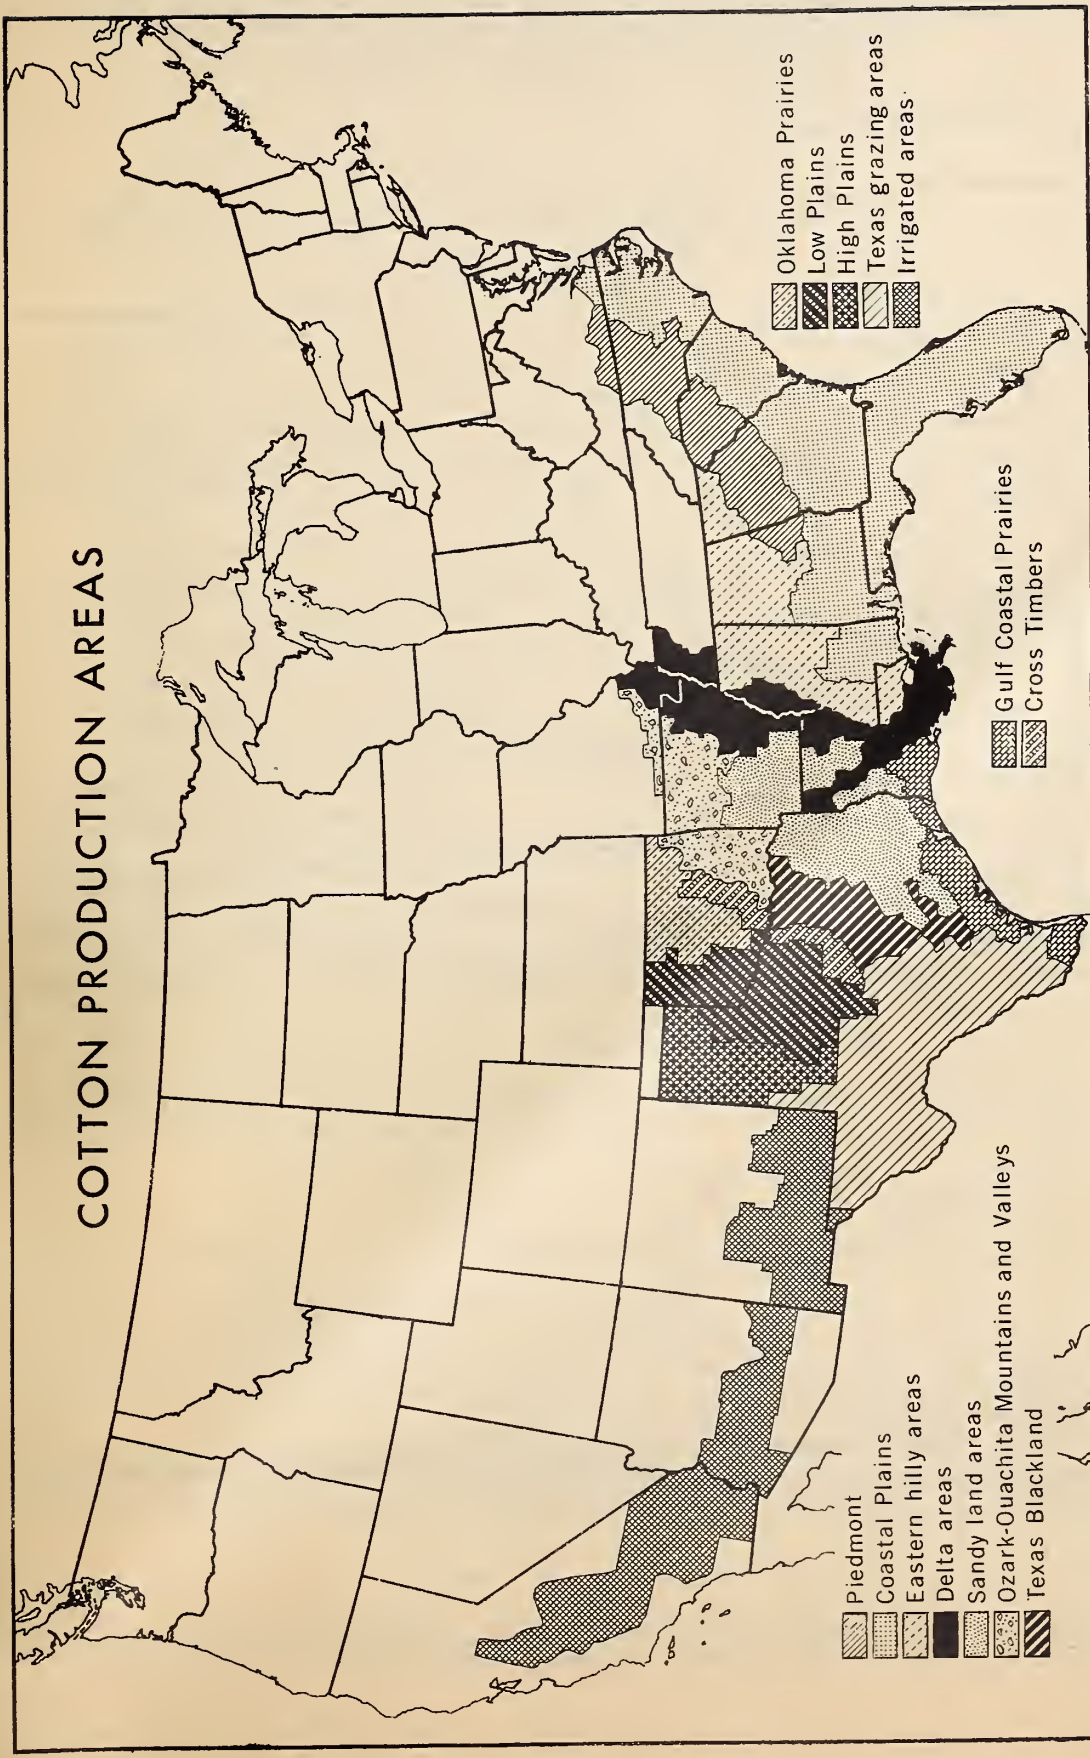 COTTON PRODUCTION AREAS
Piedmont
Coastal Plains
Eastern hilly areas
Delta areas
Sandy land areas
Ozark-Ouachita Mountains and Valleys
Texas Blackland
Gulf Coastal Prairies
Cross Timbers
Oklahoma Prairies
Low Plains
High Plains
Texas grazing areas
Irrigated areas